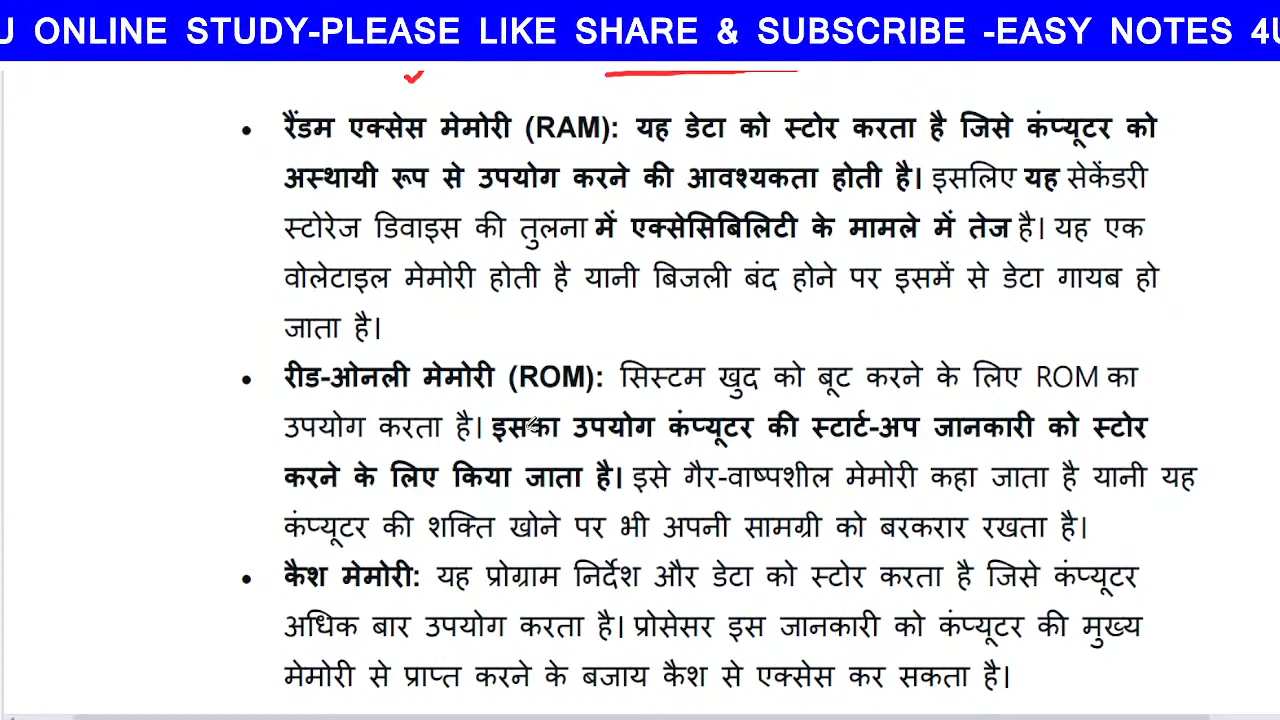 J ONLINE STUDY-PLEASE LIKE SHARE & SUBSCRIBE -EASY NOTES 4U
• रैंडम एक्सेस मेमोरी (RAM): यह डेटा को स्टोर करता है जिसे कंप्यूटर को
अस्थायी रूप से उपयोग करने की आवश्यकता होती है। इसलिए यह सेकेंडरी
स्टोरेज डिवाइस की तुलना में एक्सेसिबिलिटी के मामले में तेज है। यह एक
वोलेटाइल मेमोरी होती है यानी बिजली बंद होने पर इसमें से डेटा गायब हो
जाता है।
• रीड-ओनली मेमोरी (ROM): सिस्टम खुद को बूट करने के लिए ROM का
उपयोग करता है। इसका उपयोग कंप्यूटर की स्टार्ट-अप जानकारी को स्टोर
करने के लिए किया जाता है। इसे गैर-वाष्पशील मेमोरी कहा जाता है यानी यह
कंप्यूटर की शक्ति खोने पर भी अपनी सामग्री को बरकरार रखता है।
• कैश मेमोरी: यह प्रोग्राम निर्देश और डेटा को स्टोर करता है जिसे कंप्यूटर
अधिक बार उपयोग करता है। प्रोसेसर इस जानकारी को कंप्यूटर की मुख्य
मेमोरी से प्राप्त करने के बजाय कैश से एक्सेस कर सकता है।